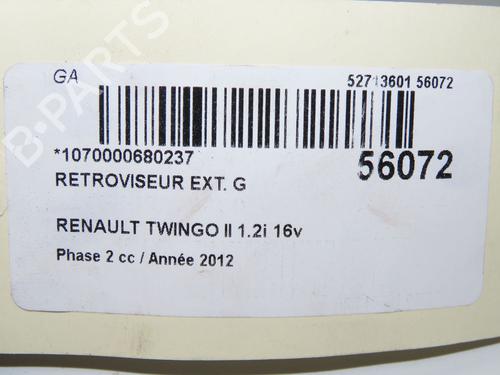 GA
52713601 56072
*1070000680237
56072
RETROVISEUR EXT. G
RENAULT TWINGO II 1.2i 16v
Phase 2 cc / Année 2012
B-PARTS